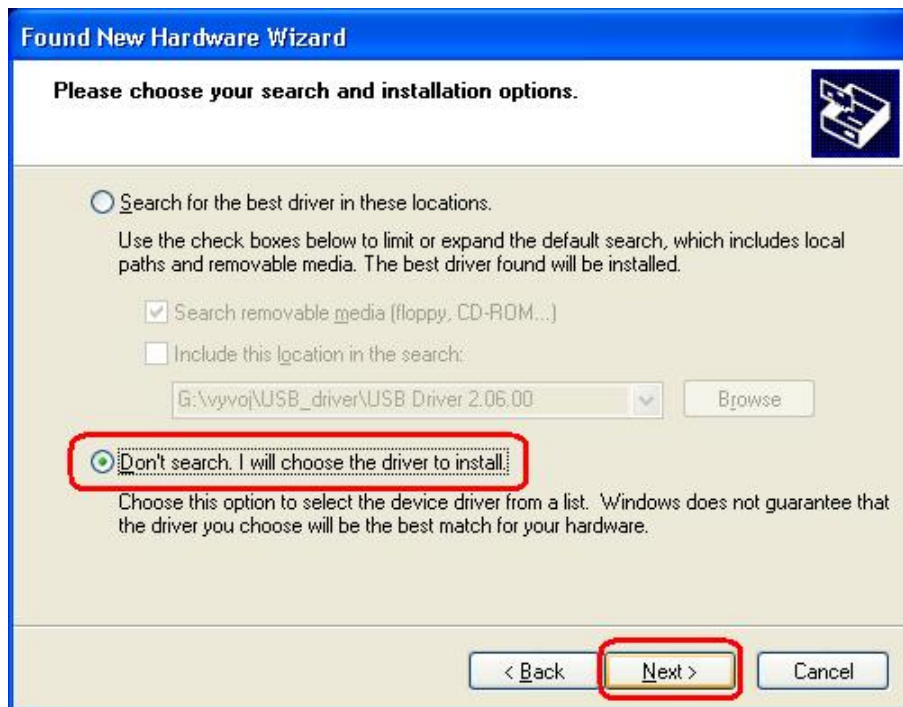 Found New Hardware Wizard
Please choose your search and installation options.
Search for the best driver in these locations.
Use the check boxes below to limit or expand the default search, which includes local
paths and removable media. The best driver found will be installed.
Search removable media (floppy, CD-ROM...)
Include this location in the search:
G:\vyvoj\USB_driver\USB Driver 2.06.00
Browse
Don't search. I will choose the driver to install.
Choose this option to select the device driver from a list. Windows does not guarantee that
the driver you choose will be the best match for your hardware.
< Back
Next >
Cancel